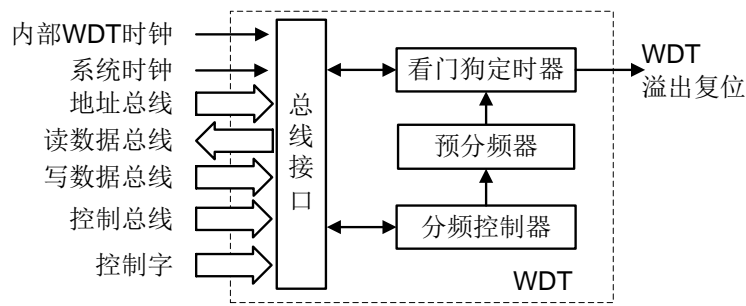 内部WDT时钟
系统时钟
地址总线
读数据总线
写数据总线
控制总线
控制字
总
线
接
口
看门狗定时器
预分频器
分频控制器
WDT
WDT
溢出复位